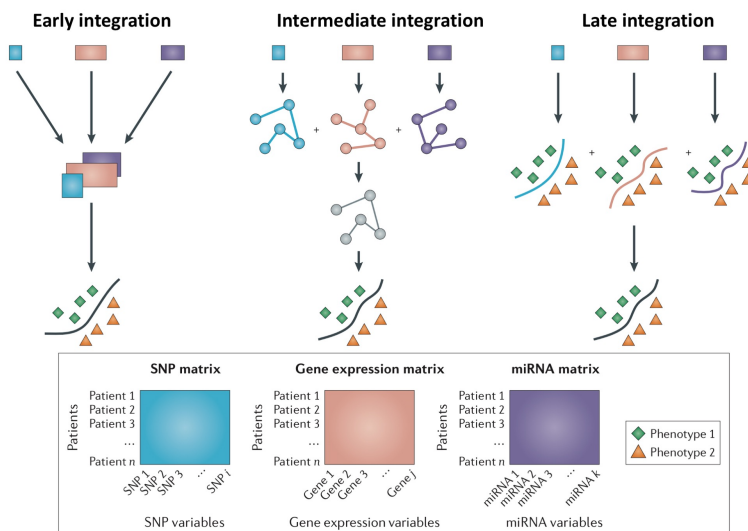 Early integration
Intermediate integration
Late integration
+
+
+
+
SNP matrix
Patients
Patient 1
Patient 2
Patient 3
...
Patient n
SNP 1
SNP 2
SNP 3
...
SNP i
SNP variables
Gene expression matrix
Patients
Patient 1
Patient 2
Patient 3
...
Patient n
Gene 1
Gene 2
Gene 3
...
Gene j
Gene expression variables
miRNA matrix
Patients
Patient 1
Patient 2
Patient 3
...
Patient n
miRNA 1
miRNA 2
miRNA 3
...
miRNA k
miRNA variables
Phenotype 1
Phenotype 2